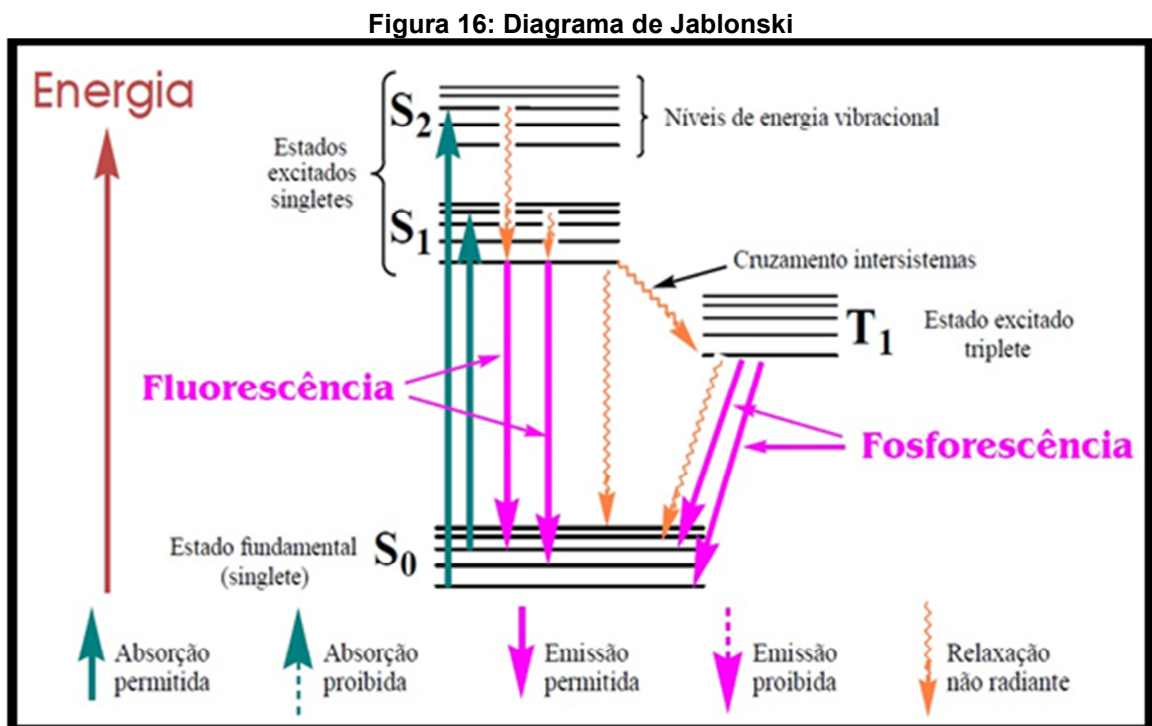 Figura 16: Diagrama de Jablonski
Energia
S2
Níveis de energia vibracional
Estados
excitados
singletes
S1
Cruzamento intersistemas
T1
Estado excitado
triplete
Fluorescência
Fosforescência
Estado fundamental
(singlete)
S0
Absorção
permitida
Absorção
proibida
Emissão
permitida
Emissão
proibida
Relaxação
não radiante